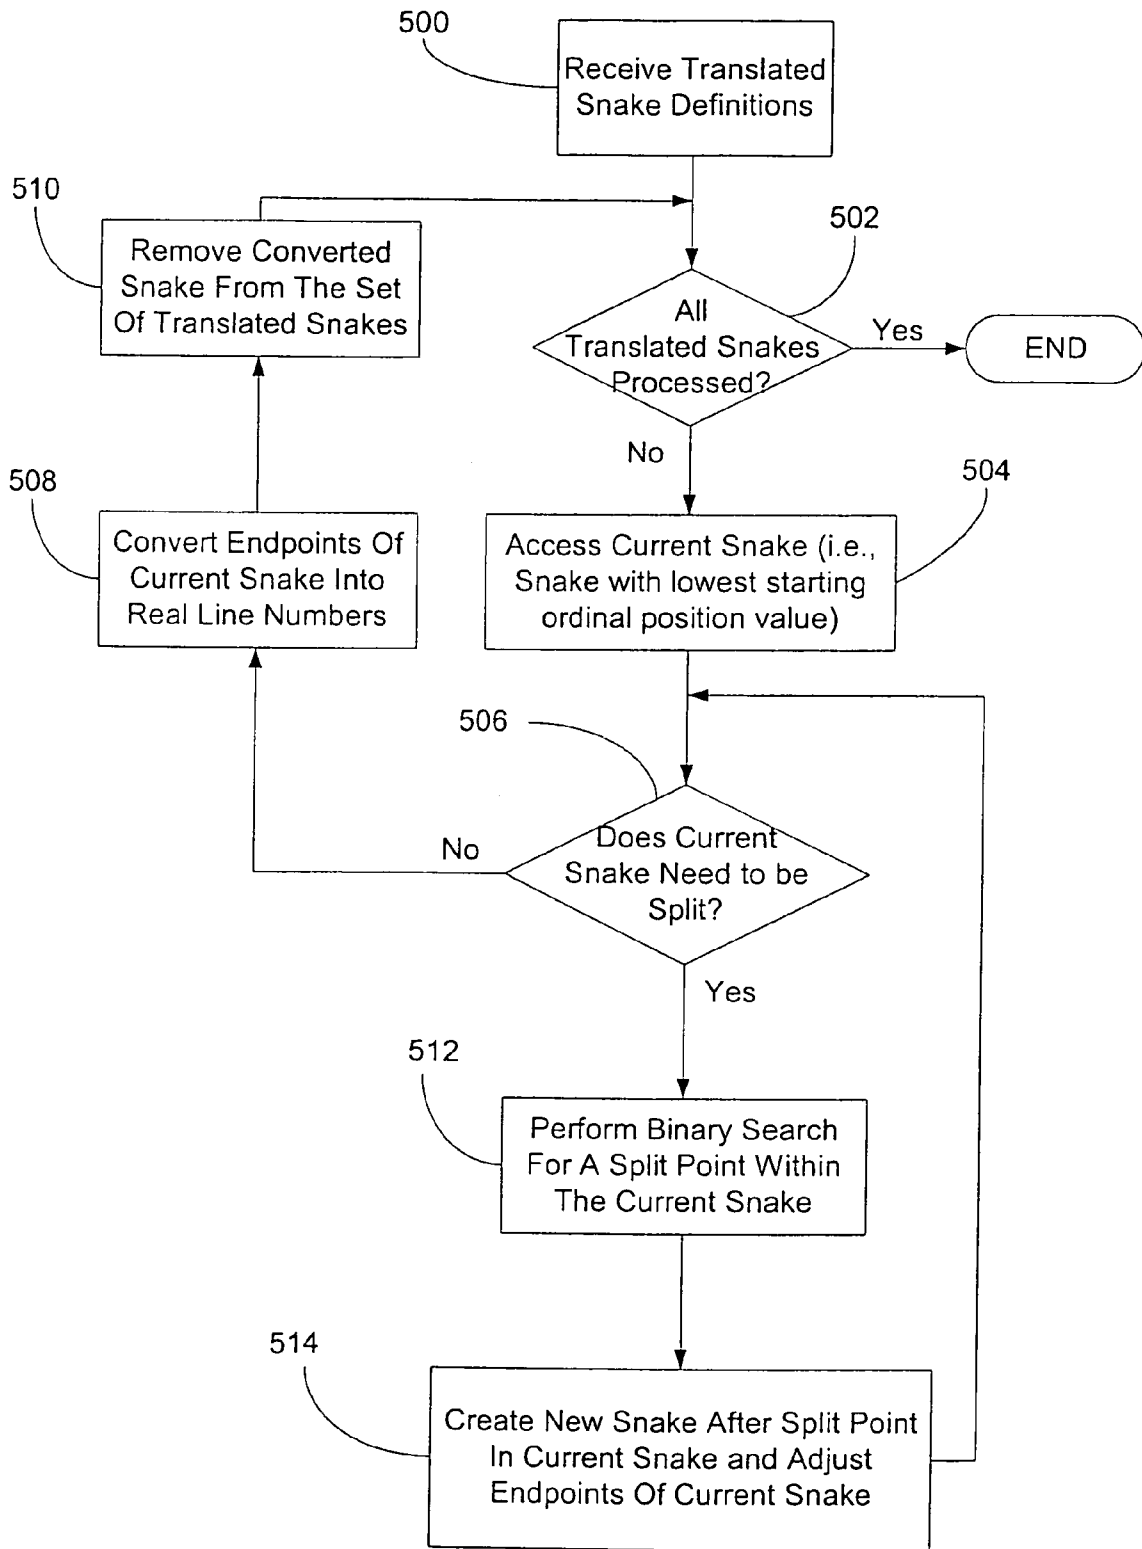 500
Receive Translated
Snake Definitions
510
Remove Converted
Snake From The Set
Of Translated Snakes
502
All
Translated Snakes
Processed?
Yes
END
No
508
Convert Endpoints Of
Current Snake Into
Real Line Numbers
504
Access Current Snake (i.e.,
Snake with lowest starting
ordinal position value)
506
Does Current
Snake Need to be
Split?
No
Yes
512
Perform Binary Search
For A Split Point Within
The Current Snake
514
Create New Snake After Split Point
In Current Snake and Adjust
Endpoints Of Current Snake